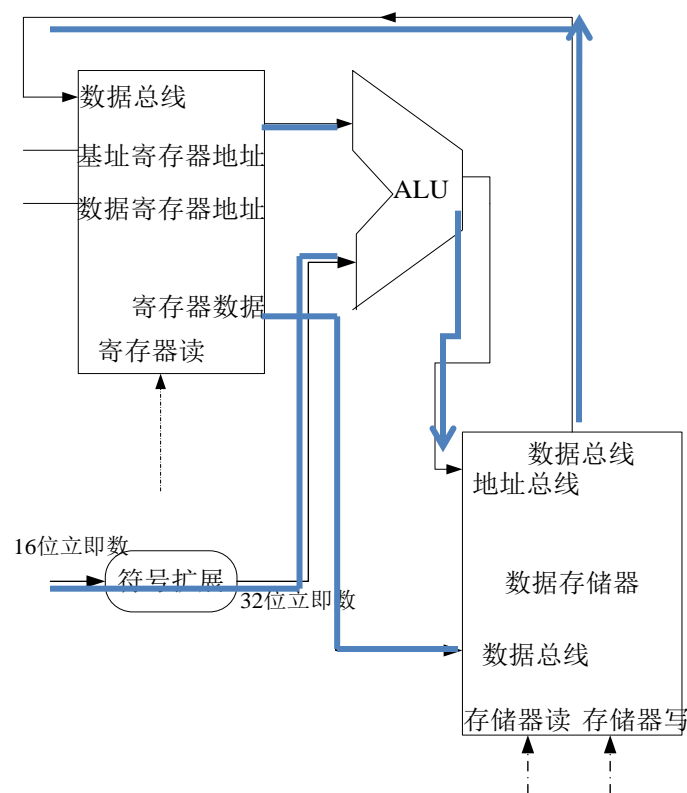 数据总线
基址寄存器地址
数据寄存器地址
寄存器数据
寄存器读
ALU
16位立即数
符号扩展
32位立即数
数据总线
地址总线
数据存储器
数据总线
存储器读 存储器写